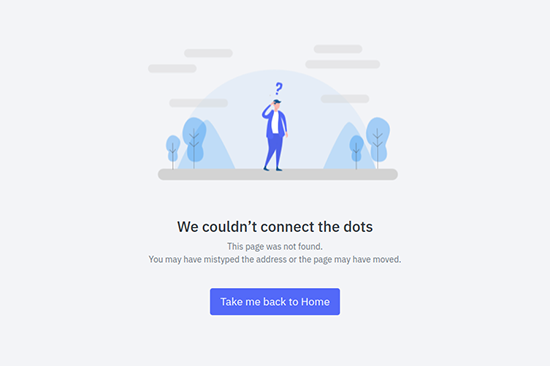 ?
We couldn’t connect the dots
This page was not found.
You may have mistyped the address or the page may have moved.
Take me back to Home